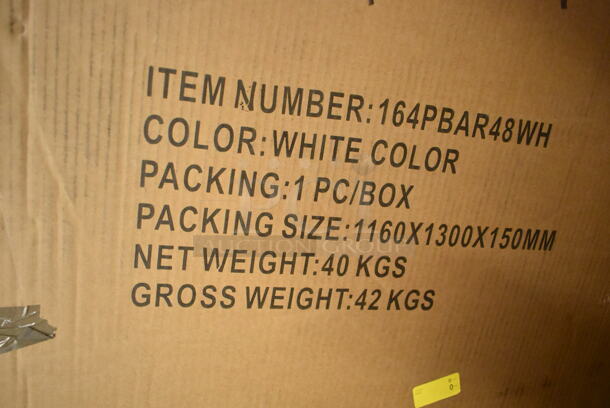 ITEM NUMBER: 164PBAR48WH
COLOR: WHITE COLOR
PACKING: 1 PC/BOX
PACKING SIZE: 1160X1300X150MM
NET WEIGHT: 40 KGS
GROSS WEIGHT: 42 KGS